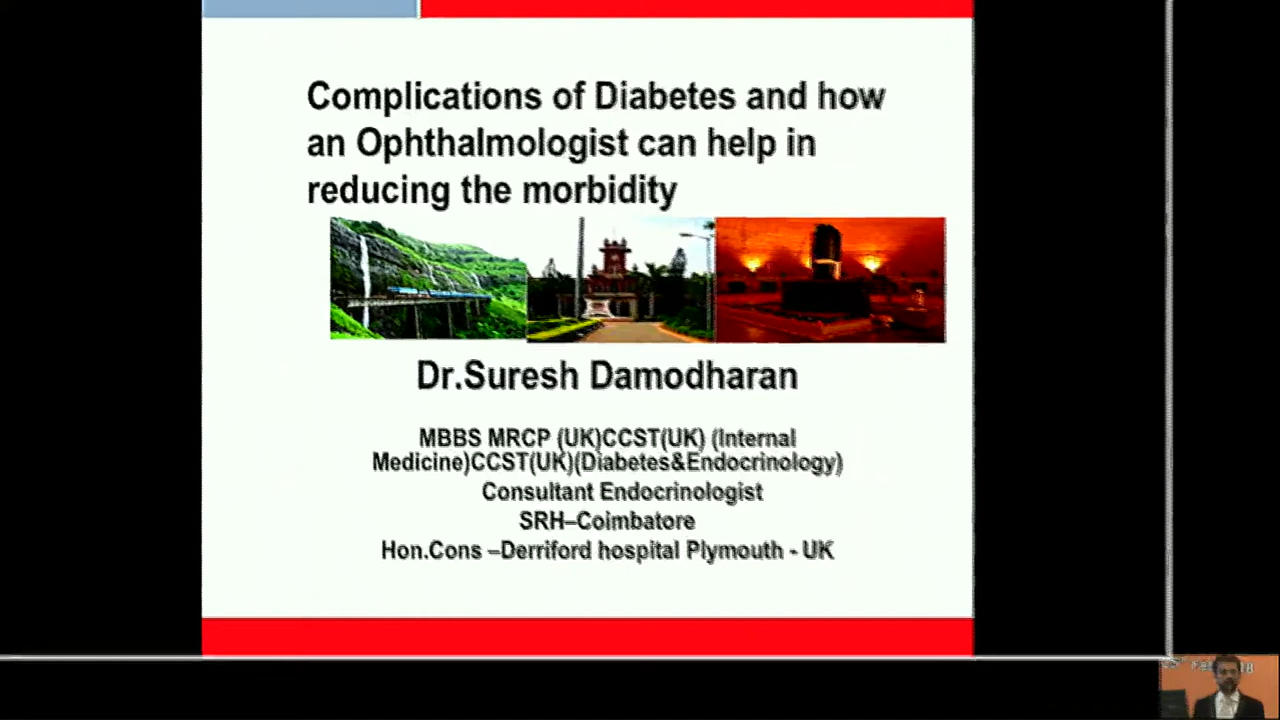 Complications of Diabetes and how
an Ophthalmologist can help in
reducing the morbidity
Dr.Suresh Damodharan
MBBS MRCP (UK)CCST(UK) (Internal
Medicine)CCST(UK)(Diabetes&Endocrinology)
Consultant Endocrinologist
SRH–Coimbatore
Hon.Cons –Derriford hospital Plymouth - UK